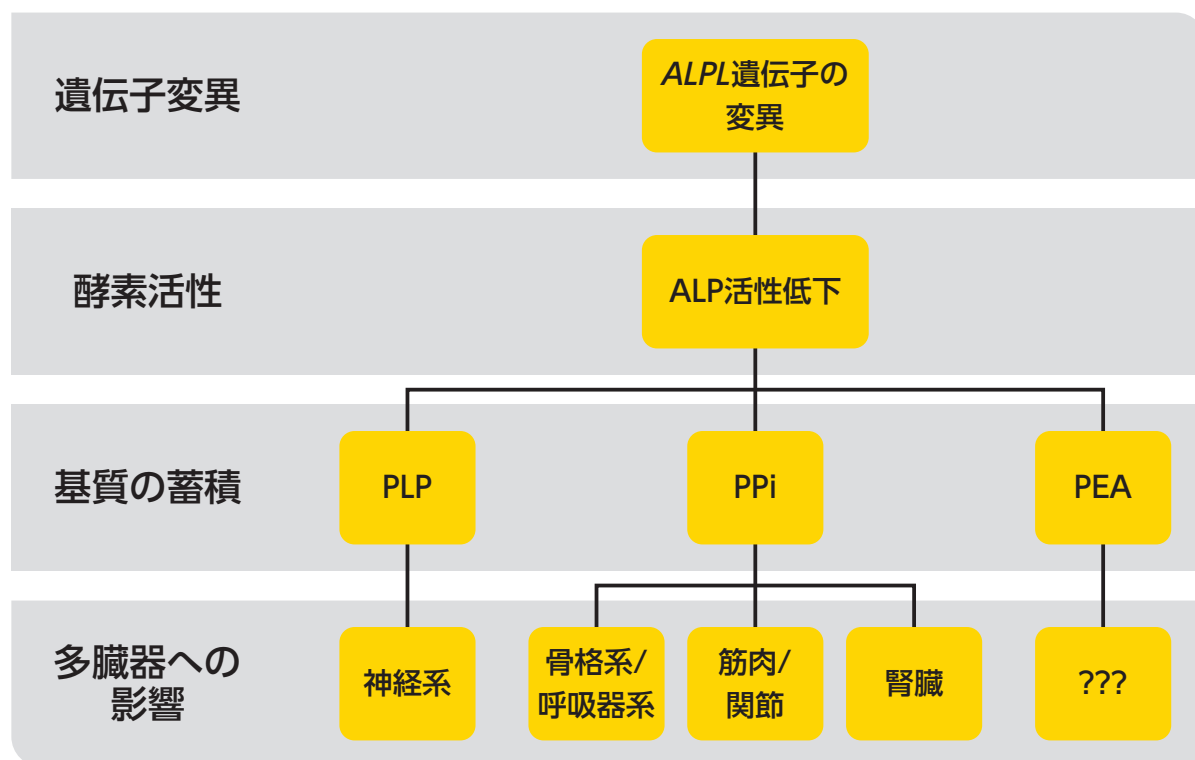 遺伝子変異
ALPL遺伝子の
変異
酵素活性
ALP活性低下
基質の蓄積
PLP
PPi
PEA
多臓器への
影響
神経系
骨格系/
呼吸器系
筋肉/
関節
腎臓
???